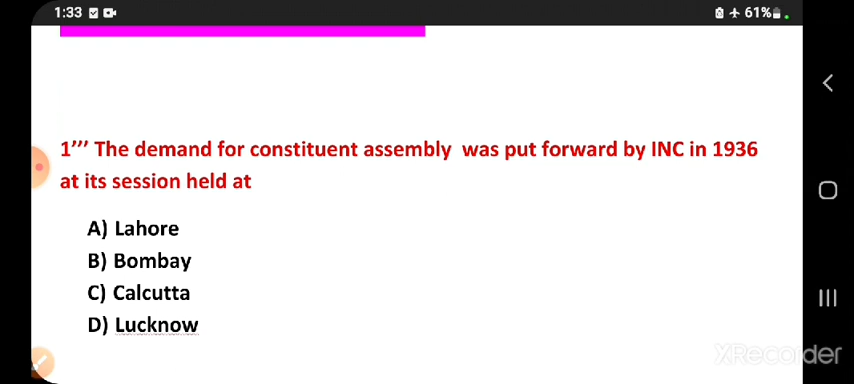 1:33 61%
1’’’ The demand for constituent assembly was put forward by INC in 1936
at its session held at
A) Lahore
B) Bombay
C) Calcutta
D) Lucknow
XRecorder